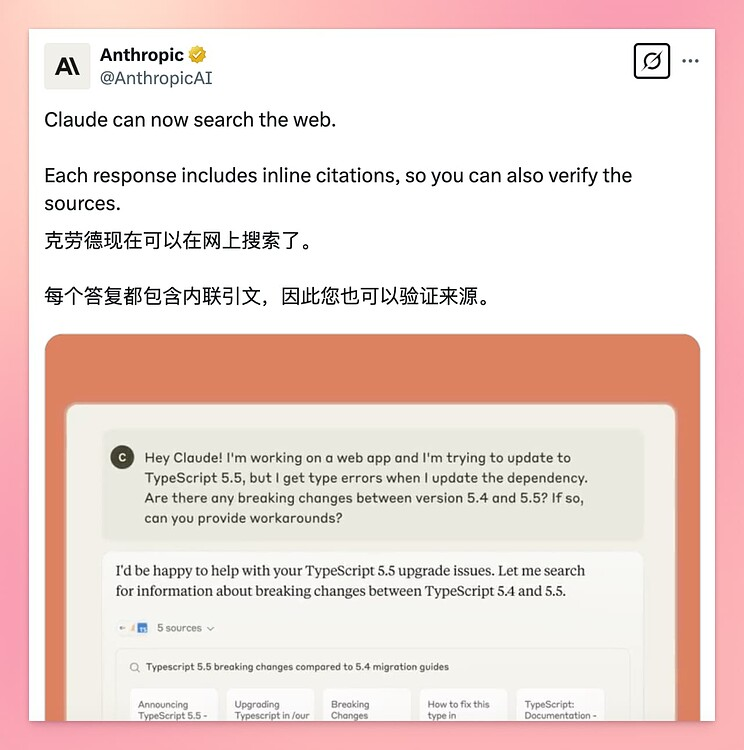 Anthropic
@AnthropicAI
Claude can now search the web.
Each response includes inline citations, so you can also verify the
sources.
克劳德现在可以在网上搜索了。
每个答复都包含内联引文，因此您也可以验证来源。
C
Hey Claude! I'm working on a web app and I'm trying to update to
TypeScript 5.5, but I get type errors when I update the dependency.
Are there any breaking changes between version 5.4 and 5.5? If so,
can you provide workarounds?
I'd be happy to help with your TypeScript 5.5 upgrade issues. Let me search
for information about breaking changes between TypeScript 5.4 and 5.5.
TS 5 sources
Typescript 5.5 breaking changes compared to 5.4 migration guides
Announcing
TypeScript 5.5 -
Upgrading
Typescript in /our
Breaking
Changes
How to fix this
type in
TypeScript:
Documentation -